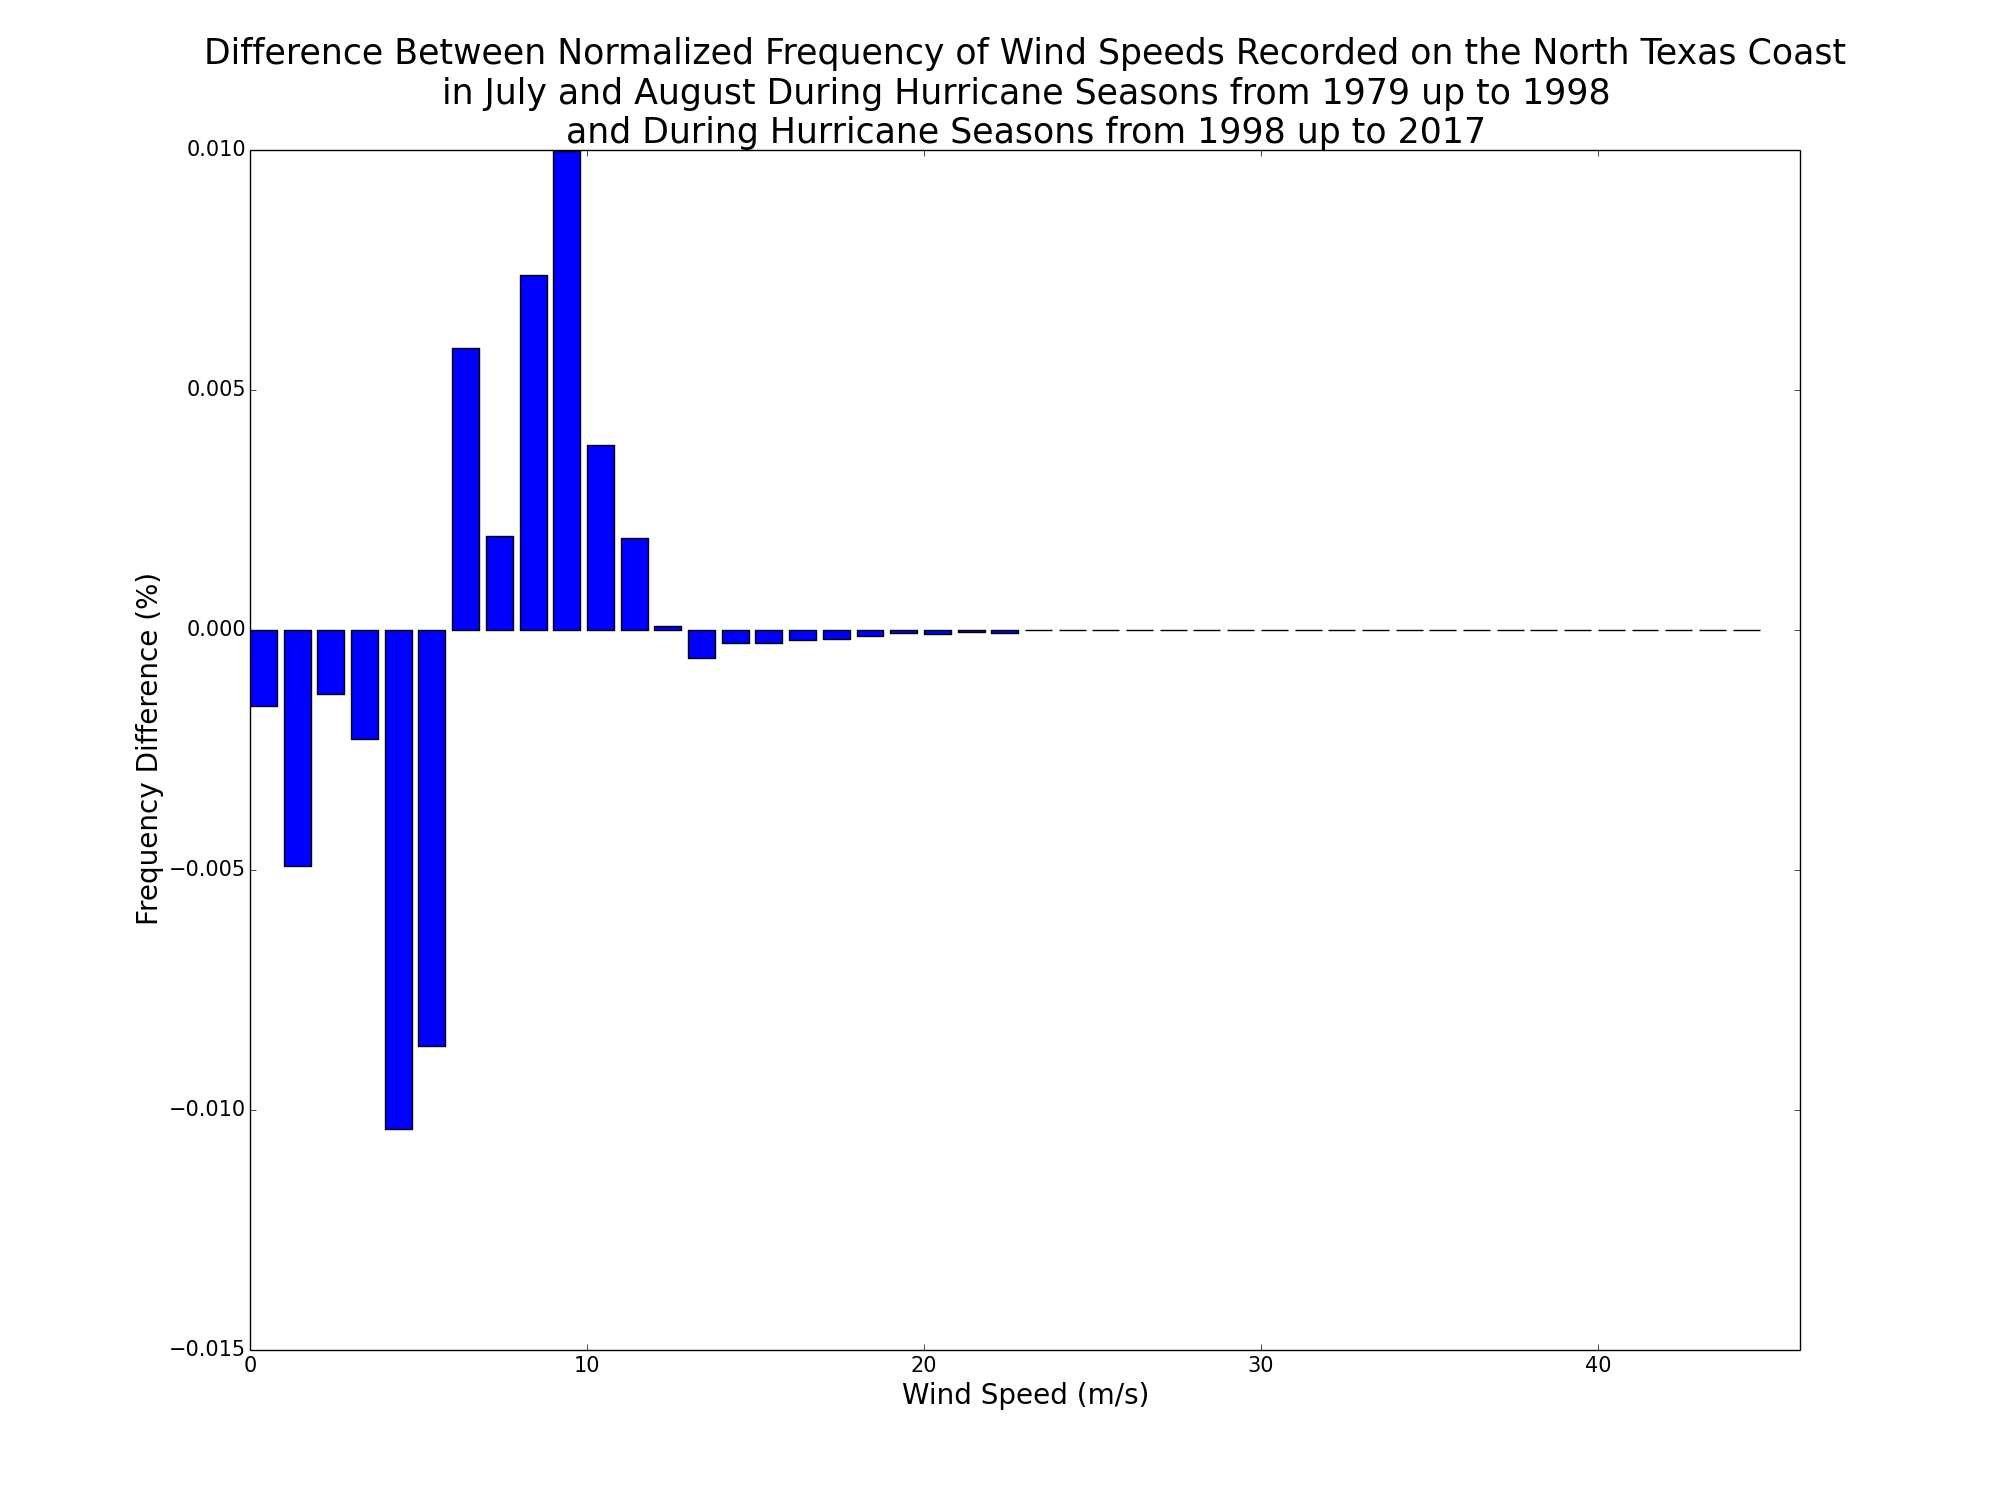 Difference Between Normalized Frequency of Wind Speeds Recorded on the North Texas Coast
in July and August During Hurricane Seasons from 1979 up to 1998
and During Hurricane Seasons from 1998 up to 2017
0.010
0.005
0.000
−0.005
−0.010
−0.015
Frequency Difference (%)
0 10 20 30 40
Wind Speed (m/s)